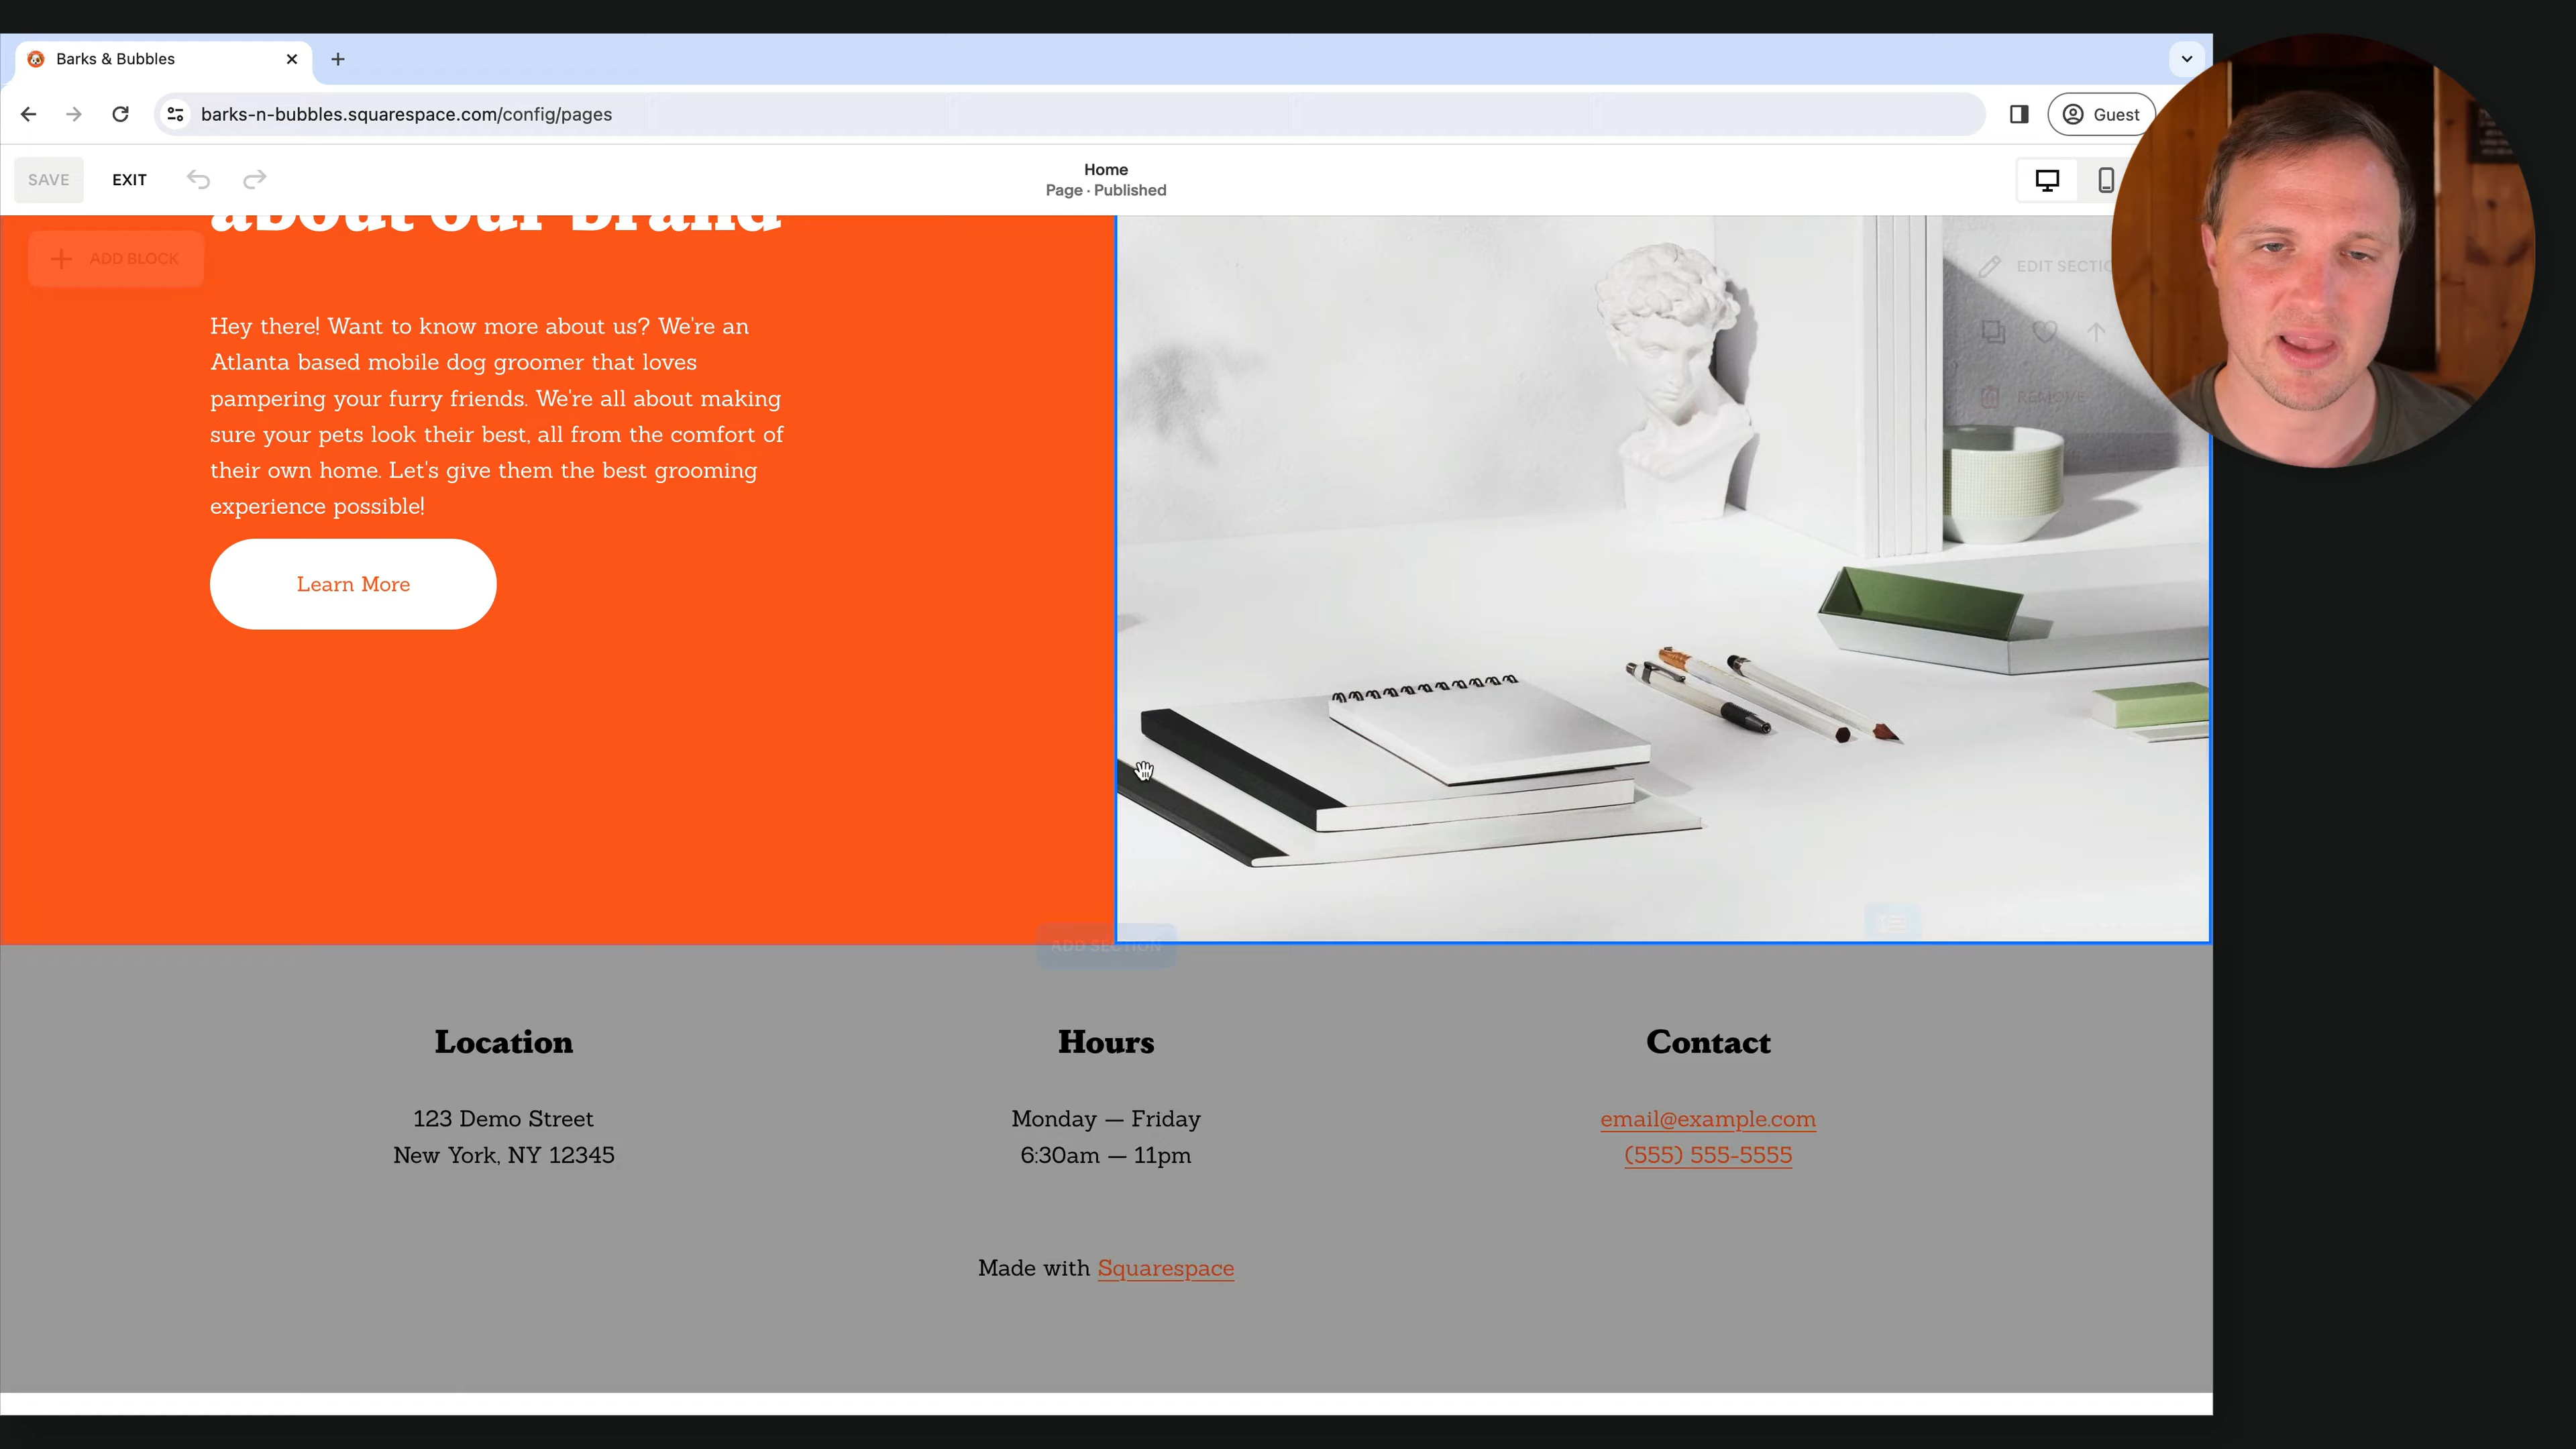 Barks & Bubbles
barks-n-bubbles.squarespace.com/config/pages
Guest
SAVE
EXIT
Home
Page · Published
about our brand
ADD BLOCK
EDIT SECTIO
Hey there! Want to know more about us? We're an
Atlanta based mobile dog groomer that loves
pampering your furry friends. We're all about making
sure your pets look their best, all from the comfort of
their own home. Let's give them the best grooming
experience possible!
REMOVE
Learn More
ADD SECTION
Location
Hours
Contact
123 Demo Street
New York, NY 12345
Monday — Friday
6:30am — 11pm
email@example.com
(555) 555-5555
Made with Squarespace